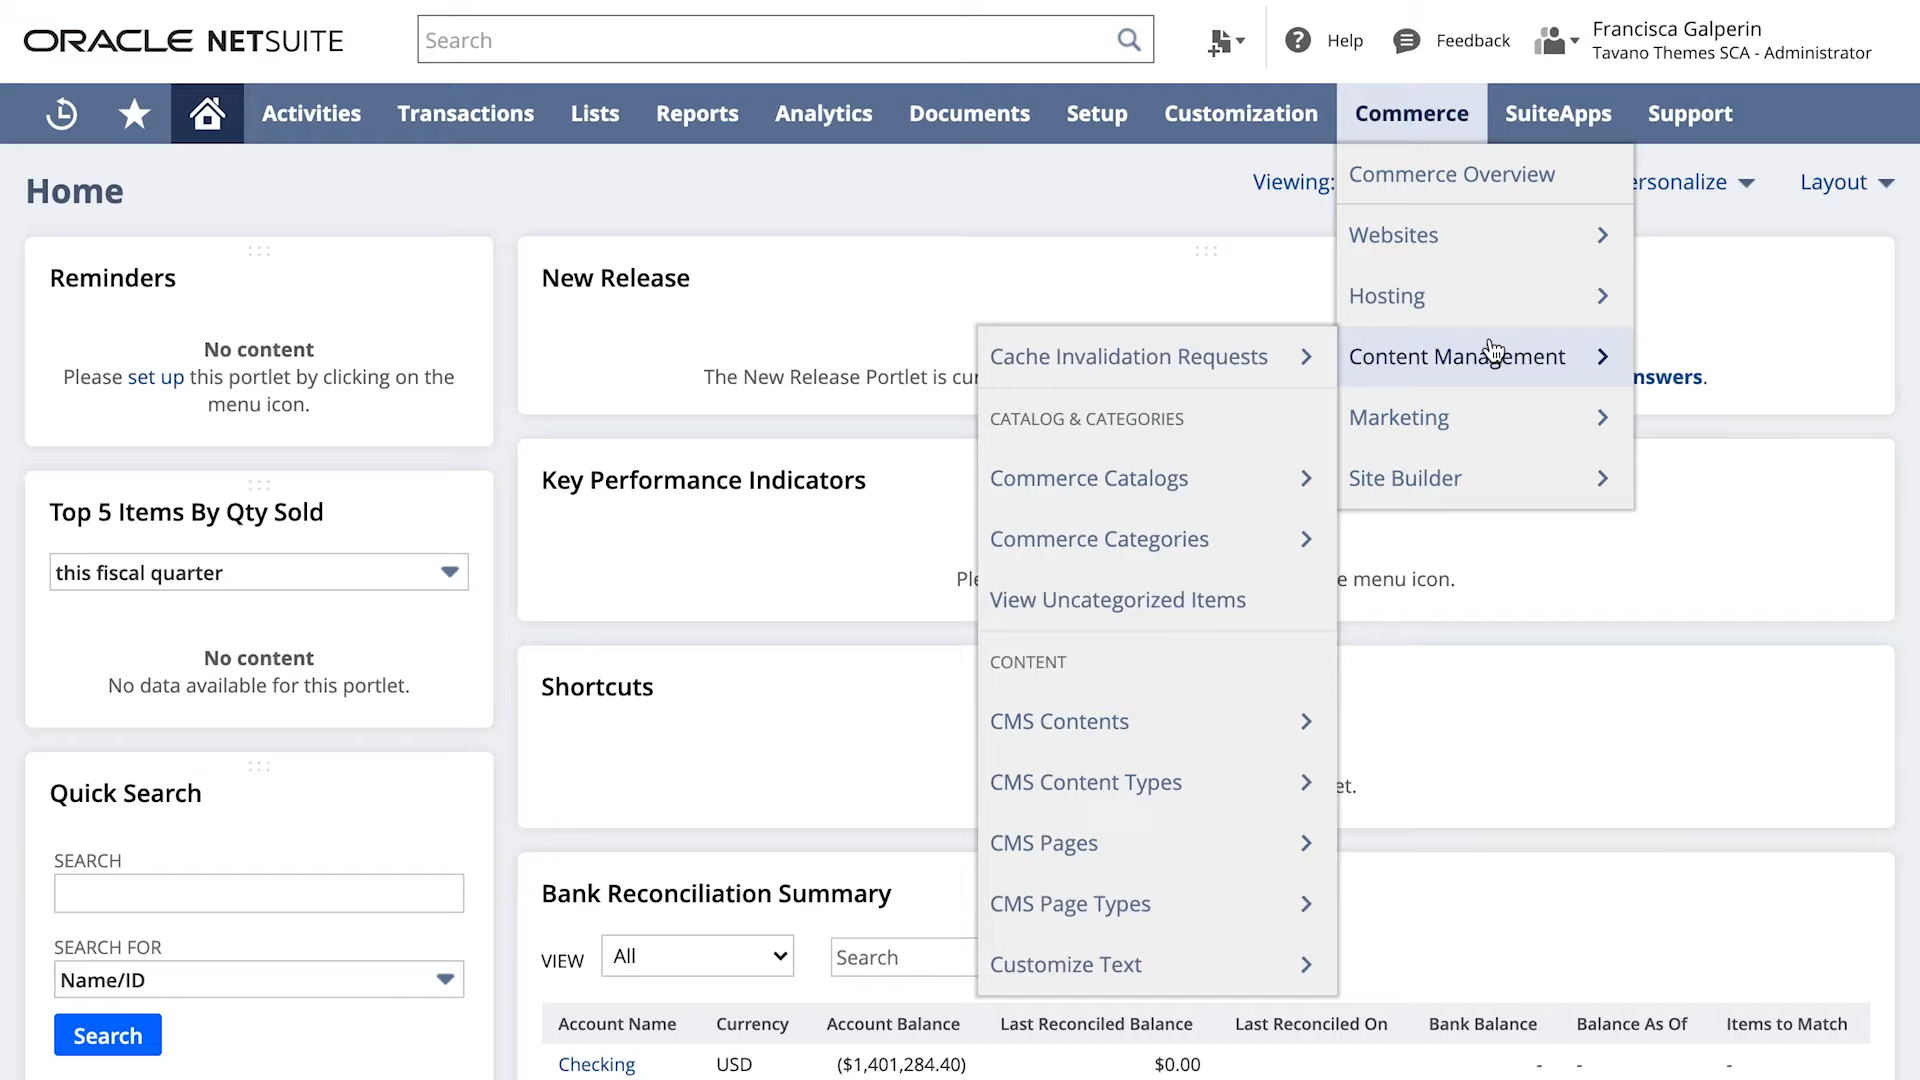 ORACLE NETSUITE
Search
Help
Feedback
Francisca Galperin
Tavano Themes SCA - Administrator
Activities
Transactions
Lists
Reports
Analytics
Documents
Setup
Customization
Commerce
SuiteApps
Support
Home
Viewing:
ersonalize
Layout
Commerce Overview
Websites
Hosting
Content Management
Marketing
Site Builder
Cache Invalidation Requests
CATALOG & CATEGORIES
Commerce Catalogs
Commerce Categories
View Uncategorized Items
CONTENT
CMS Contents
CMS Content Types
CMS Pages
CMS Page Types
Customize Text
Reminders
No content
Please set up this portlet by clicking on the
menu icon.
Top 5 Items By Qty Sold
this fiscal quarter
No content
No data available for this portlet.
Quick Search
SEARCH
SEARCH FOR
Name/ID
Search
New Release
The New Release Portlet is cur
nswers.
Key Performance Indicators
Ple
e menu icon.
Shortcuts
et.
Bank Reconciliation Summary
VIEW All Search
Account Name Currency Account Balance Last Reconciled Balance Last Reconciled On Bank Balance Balance As Of Items to Match
Checking USD ($1,401,284.40) $0.00 - - -